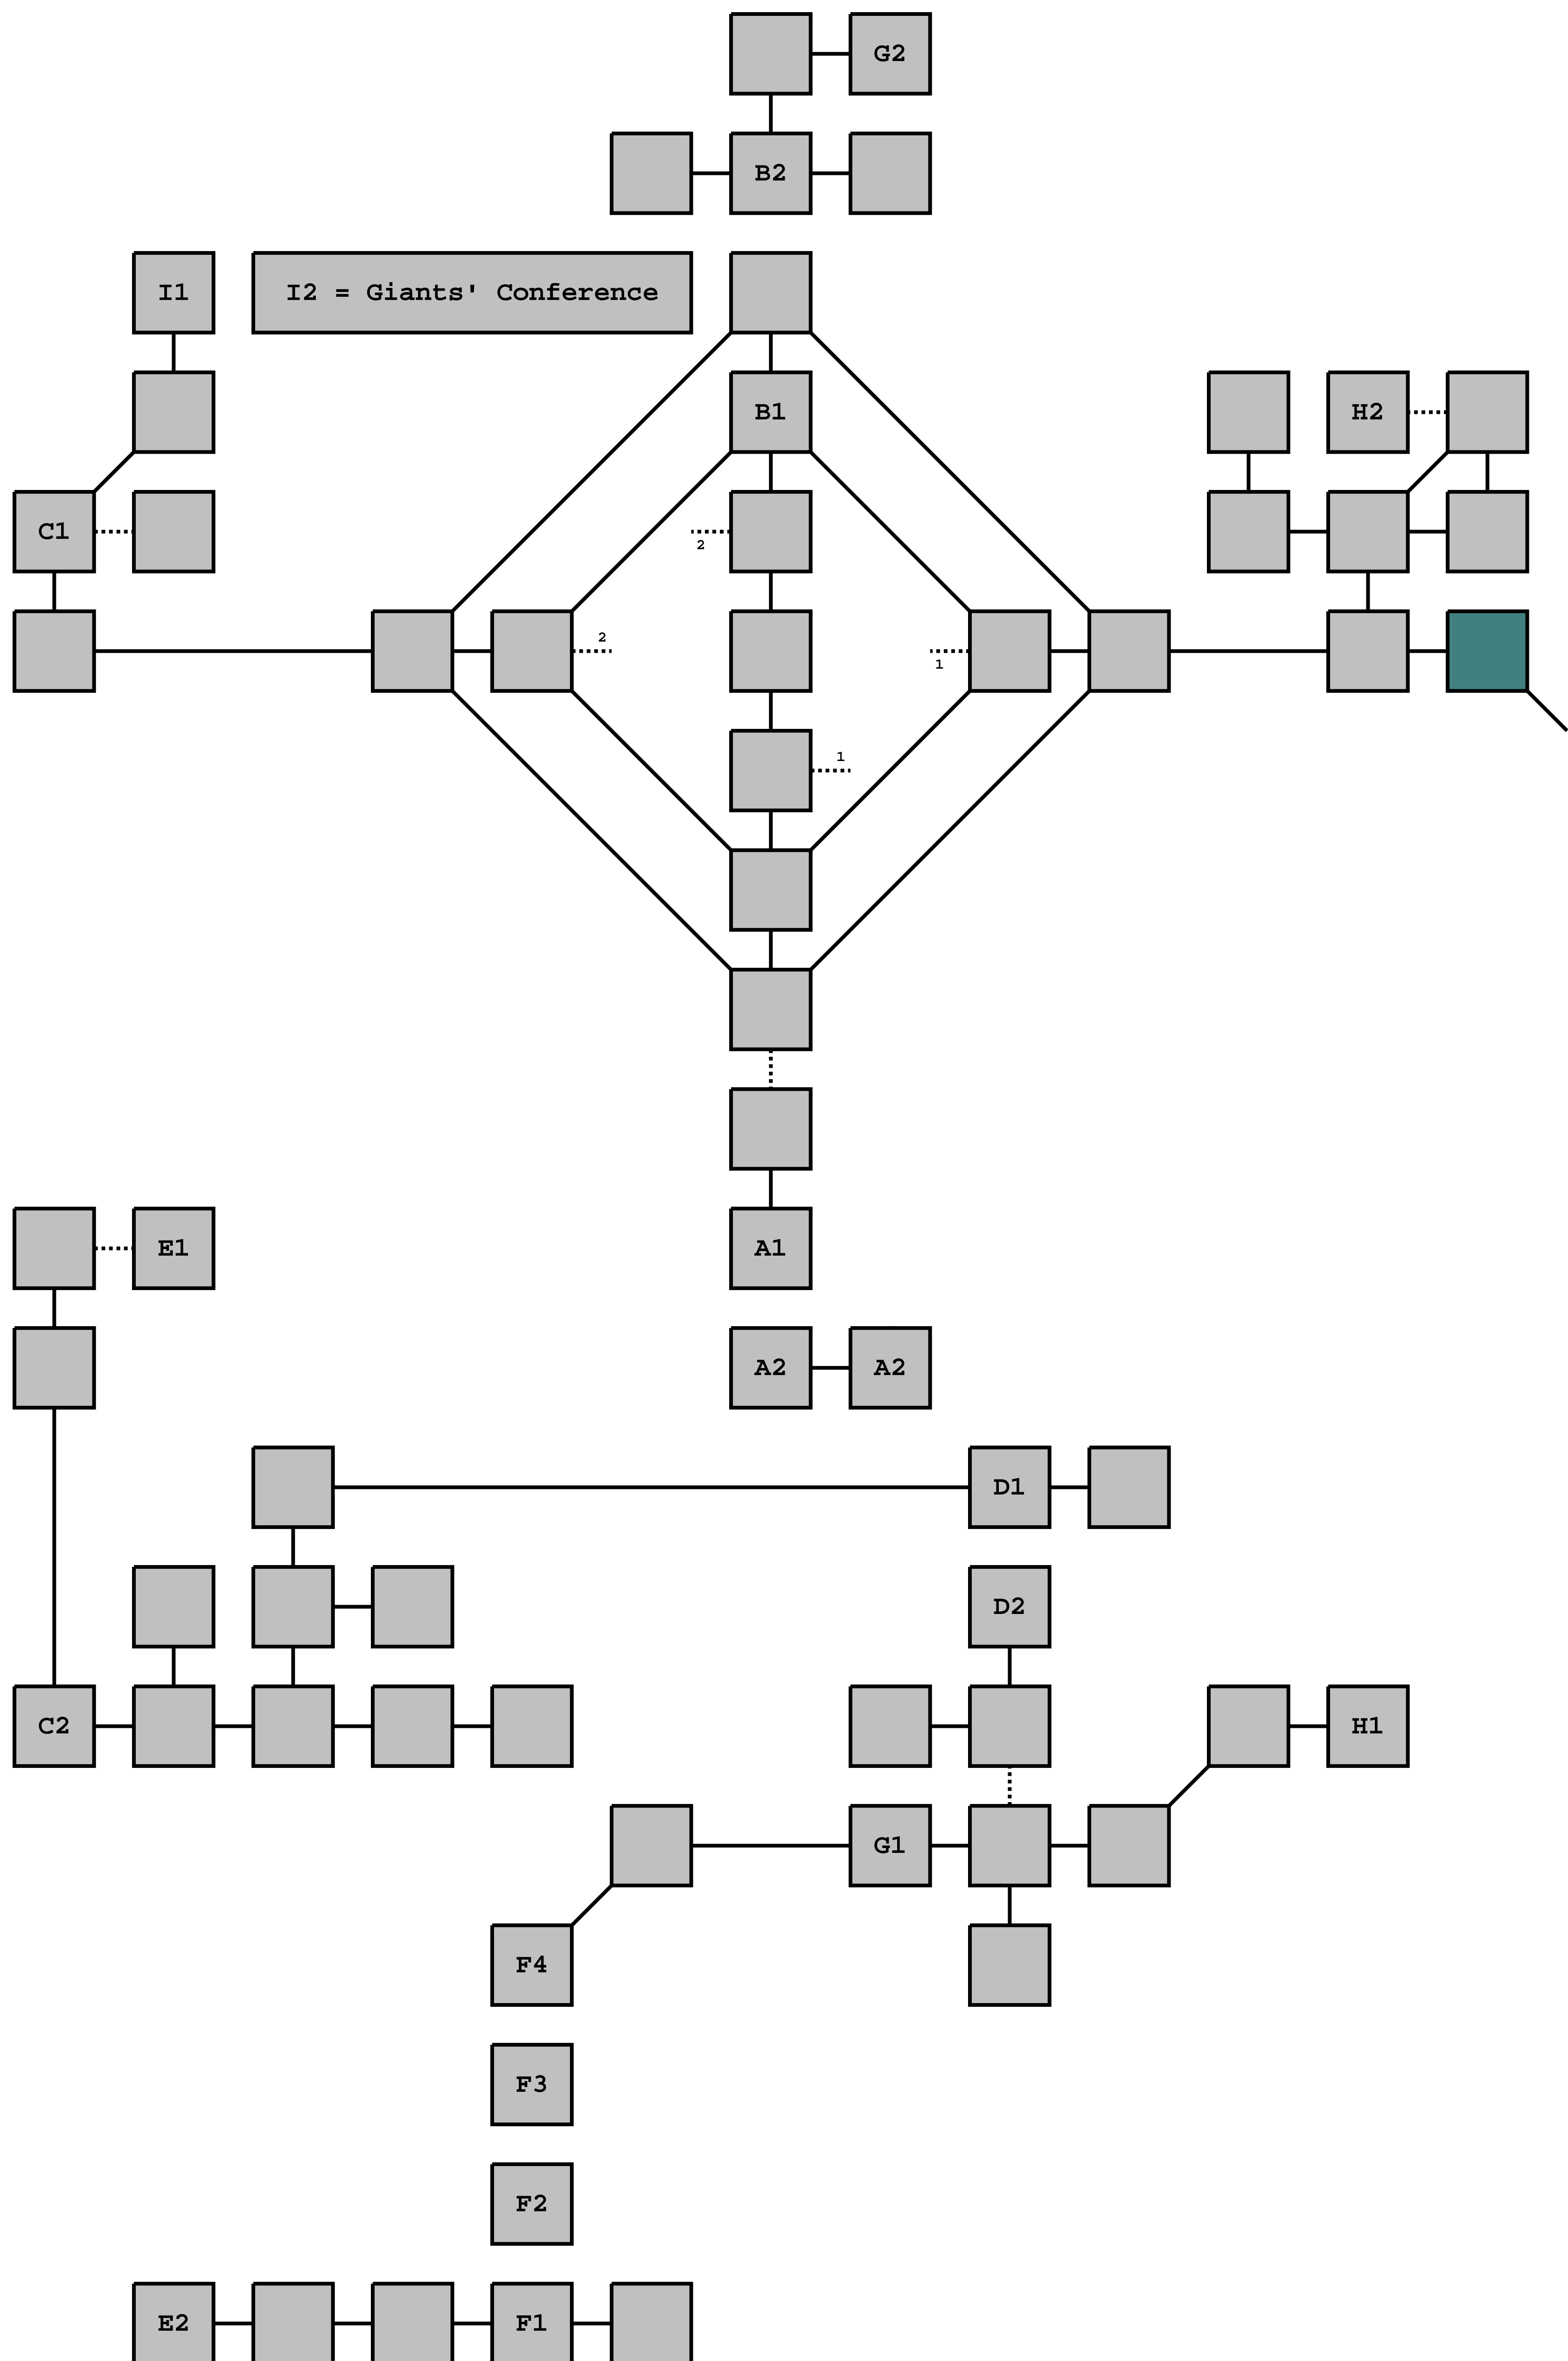 G2
B2
I1
I2 = Giants' Conference
B1
H2
C1
2
2
1
1
E1
A1
A2
A2
D1
D2
C2
H1
G1
F4
F3
F2
E2
F1